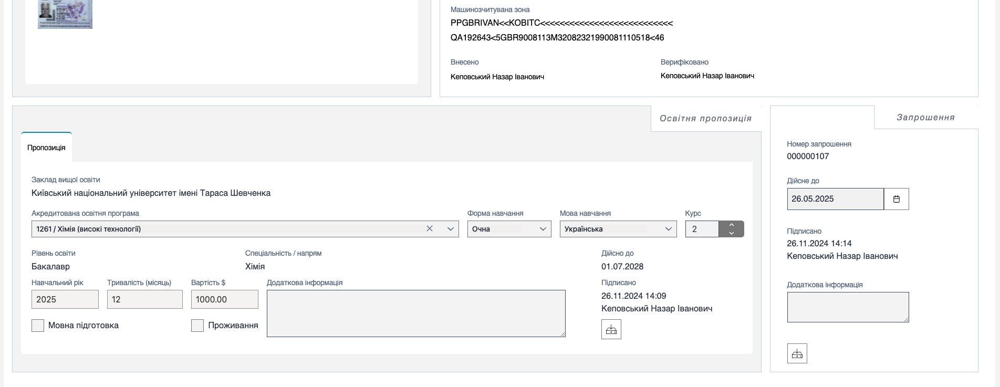 Машинозчитувана зона
PPGBRIVAN<<KOBITC<<<<<<<<<<<<<<<<<<<<<<<<<<<
QA192643<5GBR9008113M32082321990081110518<46
Внесено
Кеповський Назар Іванович
Верифіковано
Кеповський Назар Іванович
Освітня пропозиція
Пропозиція
Заклад вищої освіти
Київський національний університет імені Тараса Шевченка
Акредитована освітня програма
1261 / Хімія (високі технології)
Форма навчання
Очна
Мова навчання
Українська
Курс
2
Рівень освіти
Бакалавр
Спеціальність / напрям
Хімія
Дійсно до
01.07.2028
Навчальний рік
2025
Тривалість (місяць)
12
Вартість $
1000.00
Додаткова інформація
Підписано
26.11.2024 14:09
Кеповський Назар Іванович
Мовна підготовка
Проживання
Запрошення
Номер запрошення
000000107
Дійсне до
26.05.2025
Підписано
26.11.2024 14:14
Кеповський Назар Іванович
Додаткова інформація